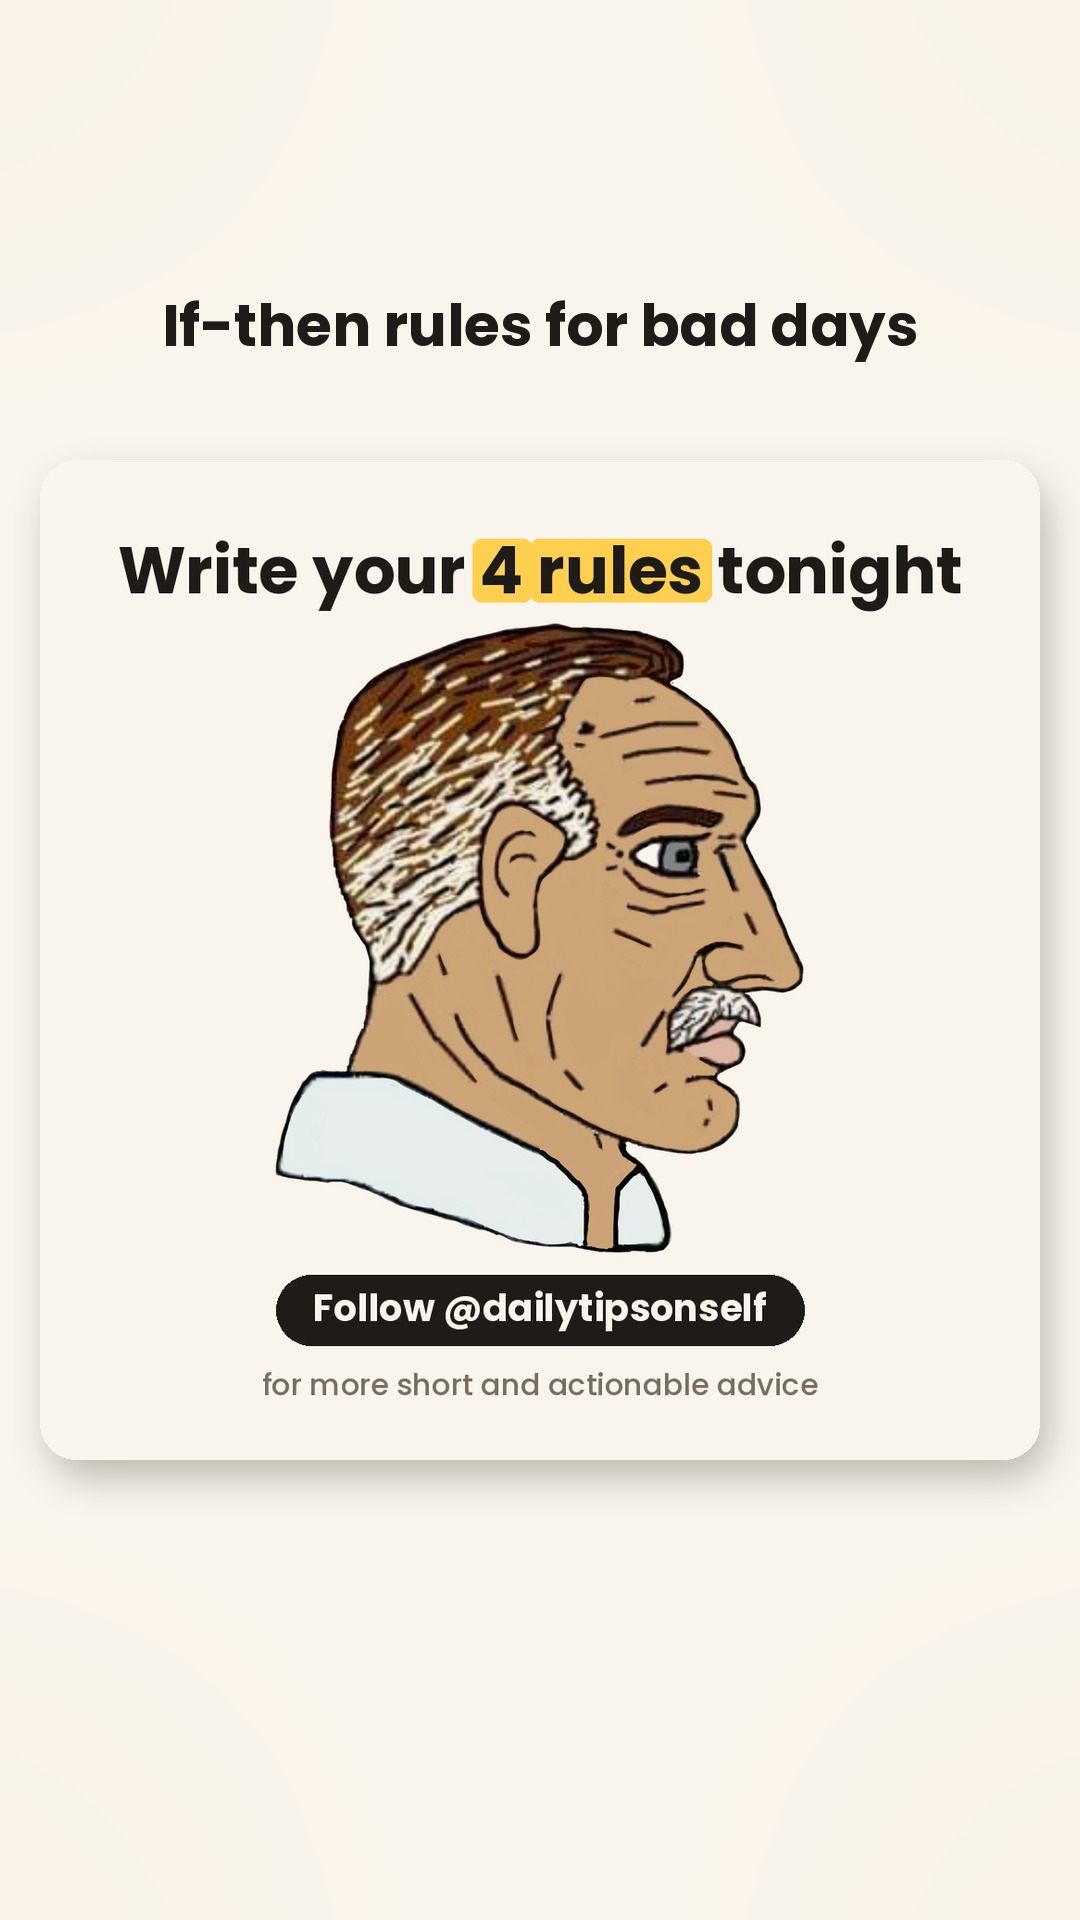 If-then rules for bad days
Write your 4 rules tonight
Follow @dailytipsonself
for more short and actionable advice